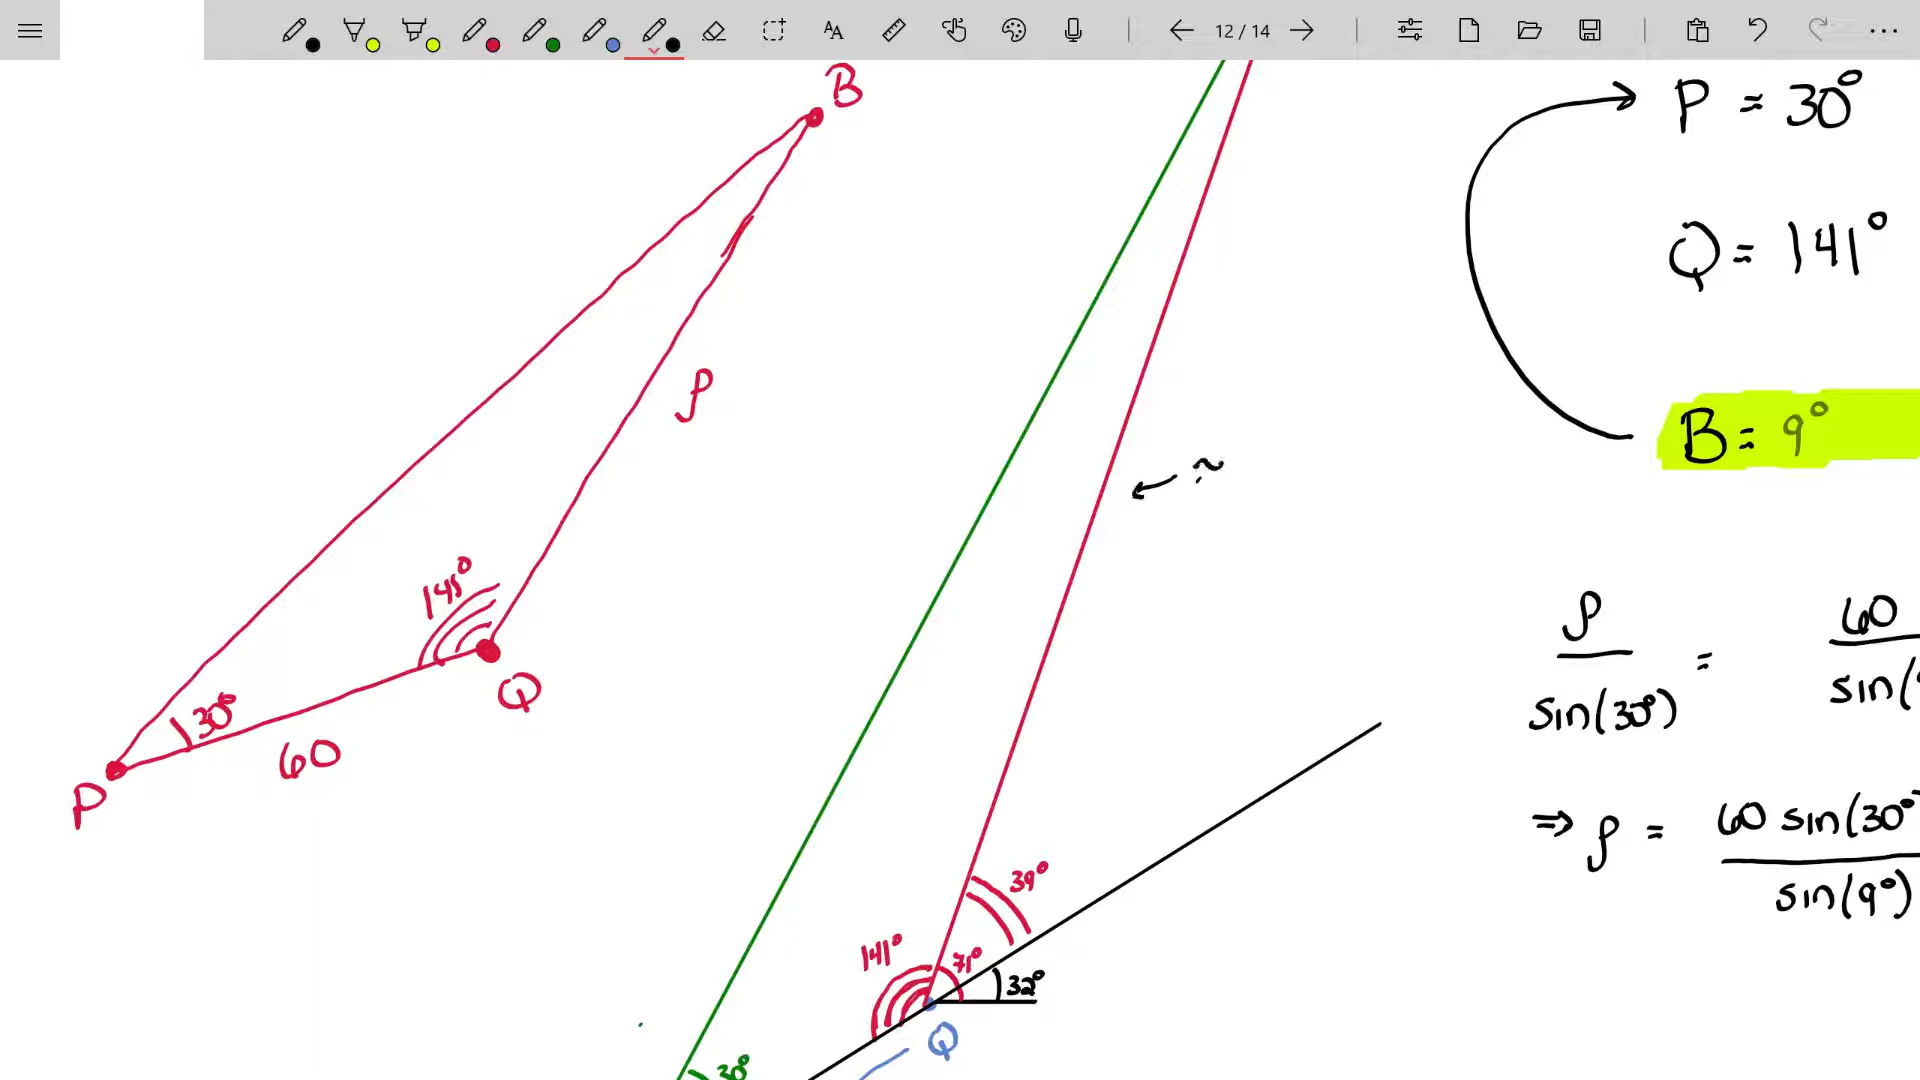 12 / 14
B
P = 30°
Q = 141°
B = 9°
?
p
145°
Q
30°
60
P
p
sin(30°)
=
60
sin(9
⇒ p = 60 sin(30°)
sin(9°)
39°
141°
71°
32°
Q
30°